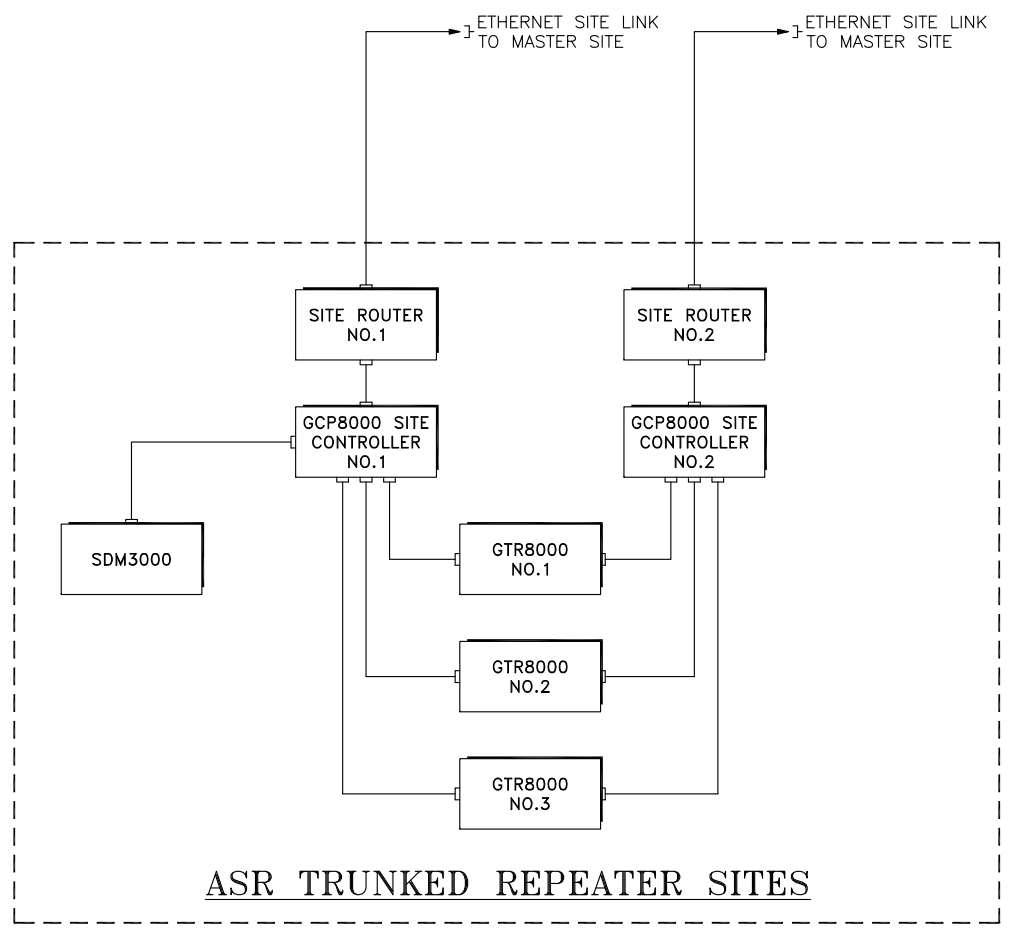 ETHERNET SITE LINK
TO MASTER SITE
ETHERNET SITE LINK
TO MASTER SITE
SITE ROUTER
NO.1
SITE ROUTER
NO.2
GCP8000 SITE
CONTROLLER
NO.1
GCP8000 SITE
CONTROLLER
NO.2
SDM3000
GTR8000
NO.1
GTR8000
NO.2
GTR8000
NO.3
ASR TRUNKED REPEATER SITES